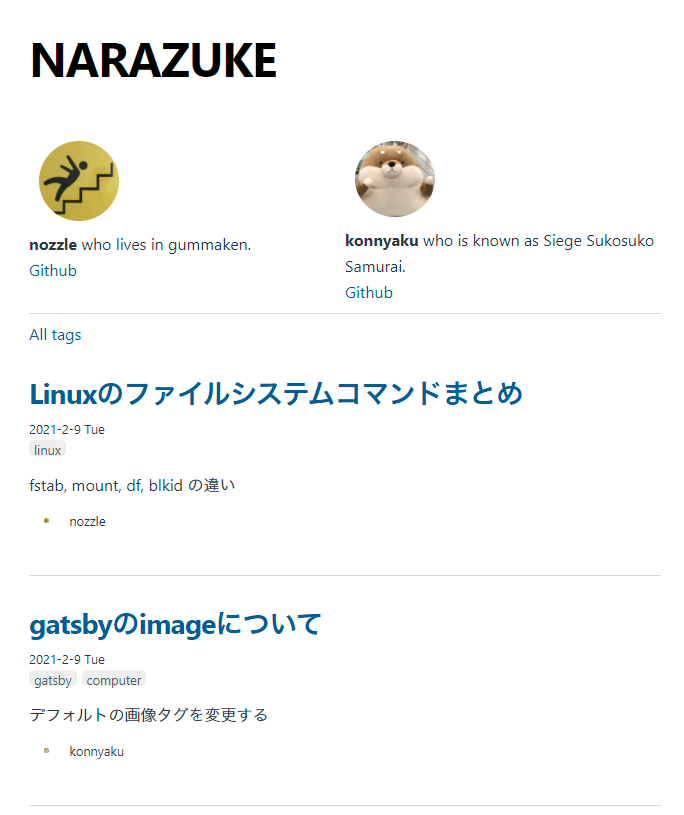 NARAZUKE
nozzle who lives in gummaken.
Github
konnyaku who is known as Siege Sukosuko
Samurai.
Github
All tags
Linuxのファイルシステムコマンドまとめ
2021-2-9 Tue
linux
fstab, mount, df, blkid の違い
nozzle
gatsbyのimageについて
2021-2-9 Tue
gatsby computer
デフォルトの画像タグを変更する
konnyaku